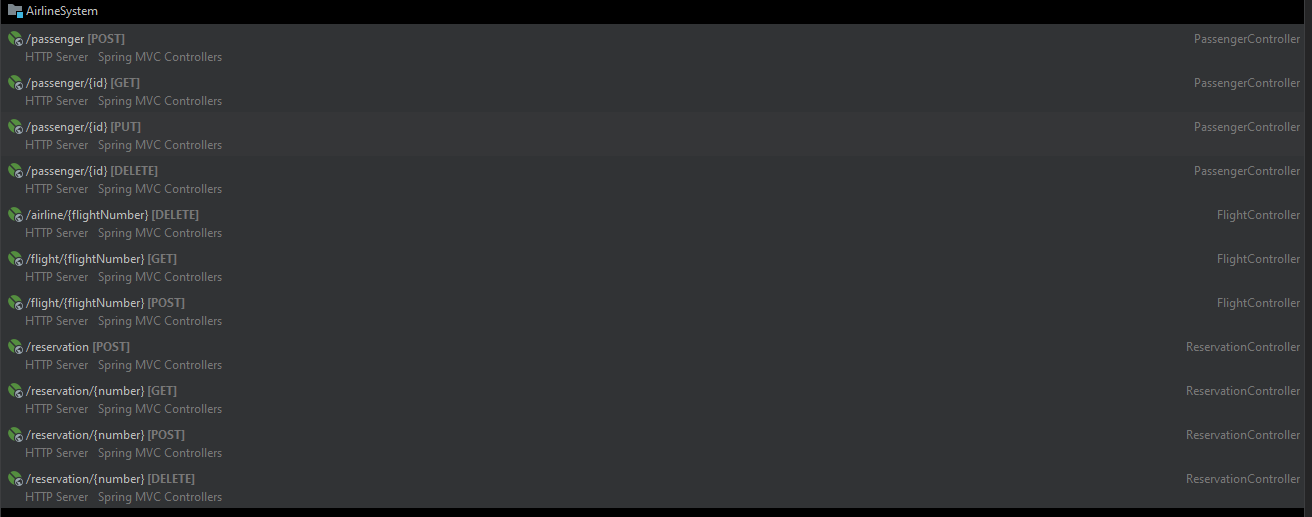 AirlineSystem
/passenger [POST] PassengerController
HTTP Server Spring MVC Controllers
/passenger/{id} [GET] PassengerController
HTTP Server Spring MVC Controllers
/passenger/{id} [PUT] PassengerController
HTTP Server Spring MVC Controllers
/passenger/{id} [DELETE] PassengerController
HTTP Server Spring MVC Controllers
/airline/{flightNumber} [DELETE] FlightController
HTTP Server Spring MVC Controllers
/flight/{flightNumber} [GET] FlightController
HTTP Server Spring MVC Controllers
/flight/{flightNumber} [POST] FlightController
HTTP Server Spring MVC Controllers
/reservation [POST] ReservationController
HTTP Server Spring MVC Controllers
/reservation/{number} [GET] ReservationController
HTTP Server Spring MVC Controllers
/reservation/{number} [POST] ReservationController
HTTP Server Spring MVC Controllers
/reservation/{number} [DELETE] ReservationController
HTTP Server Spring MVC Controllers